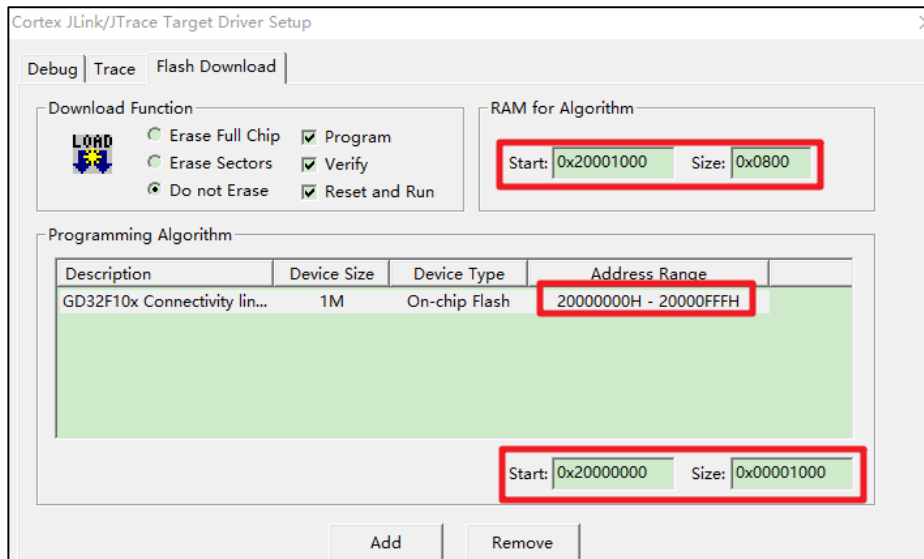 Cortex JLink/JTrace Target Driver Setup
Debug Trace Flash Download
Download Function
LOAD
Erase Full Chip
Erase Sectors
Do not Erase
Program
Verify
Reset and Run
RAM for Algorithm
Start: 0x20001000 Size: 0x0800
Programming Algorithm
Description Device Size Device Type Address Range
GD32F10x Connectivity lin... 1M On-chip Flash 20000000H - 20000FFFH
Start: 0x20000000 Size: 0x00001000
Add Remove